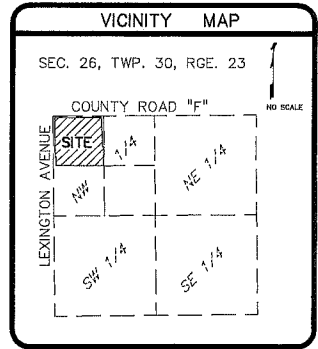 VICINITY MAP
SEC. 26, TWP. 30, RGE. 23
NO SCALE
COUNTY ROAD "F"
LEXINGTON AVENUE
SITE
NW 1/4
NE 1/4
SW 1/4
SE 1/4